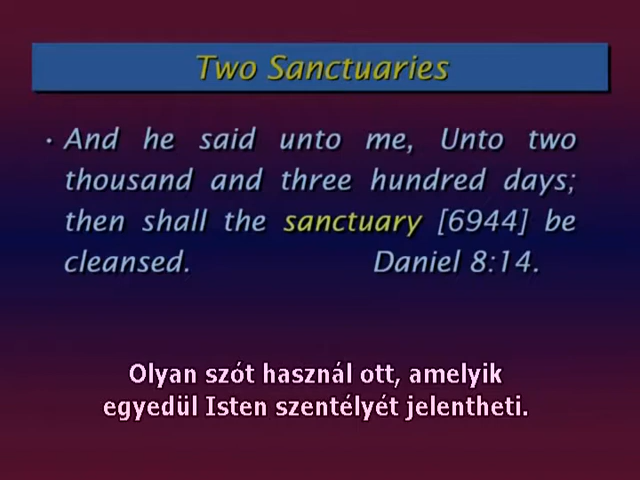 Two Sanctuaries
• And he said unto me, Unto two
thousand and three hundred days;
then shall the sanctuary [6944] be
cleansed. Daniel 8:14.
Olyan szót használ ott, amelyik
egyedül Isten szentélyét jelentheti.